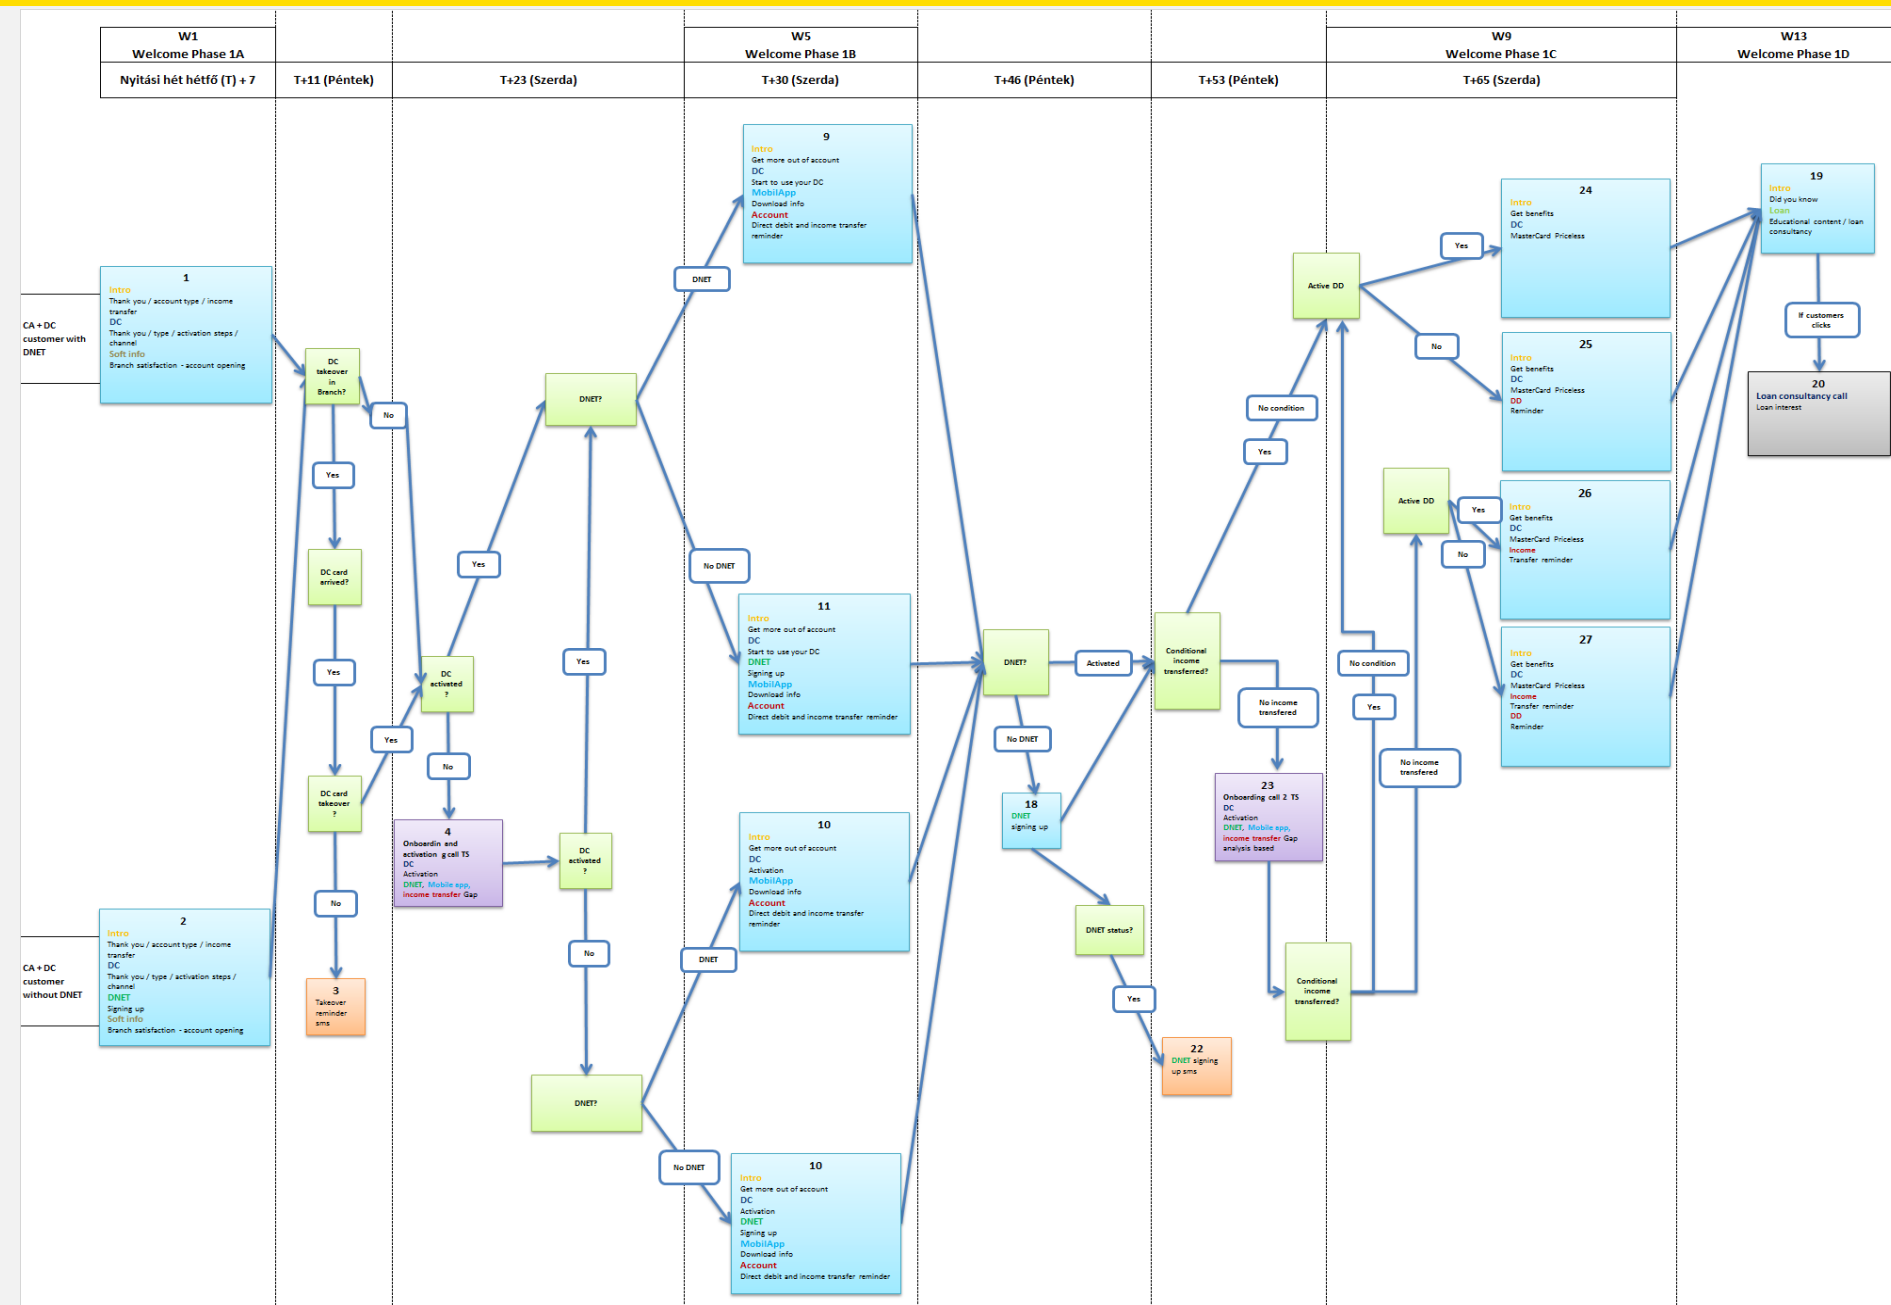 W1
Welcome Phase 1A
W5
Welcome Phase 1B
W9
Welcome Phase 1C
W13
Welcome Phase 1D
Nyitási hét hétfő (T) + 7
T+11 (Péntek)
T+23 (Szerda)
T+30 (Szerda)
T+46 (Péntek)
T+53 (Péntek)
T+65 (Szerda)
CA + DC
customer with
DNET
1
Intro
Thank you / account type / income
transfer
DC
Thank you / type / activation steps /
channel
Soft info
Branch satisfaction - account opening
CA + DC
customer
without DNET
2
Intro
Thank you / account type / income
transfer
DC
Thank you / type / activation steps /
channel
DNET
Signing up
Soft info
Branch satisfaction - account opening
DC
takeover
in
Branch?
No
Yes
DC card
arrived?
Yes
DC card
takeover
?
Yes
No
3
Takeover
reminder
sms
DC
activated
?
Yes
No
4
Onboardin and
activation g call TS
DC
Activation
DNET, Mobile app,
income transfer Gap
DNET?
Yes
DC
activated
?
No
DNET?
DNET
No DNET
DNET
No DNET
9
Intro
Get more out of account
DC
Start to use your DC
MobilApp
Download info
Account
Direct debit and income transfer
reminder
11
Intro
Get more out of account
DC
Start to use your DC
DNET
Signing up
MobilApp
Download info
Account
Direct debit and income transfer reminder
10
Intro
Get more out of account
DC
Activation
MobilApp
Download info
Account
Direct debit and income transfer
reminder
10
Intro
Get more out of account
DC
Activation
DNET
Signing up
MobilApp
Download info
Account
Direct debit and income transfer reminder
DNET?
Activated
No DNET
18
DNET
signing up
DNET status?
Yes
22
DNET signing
up sms
Conditional
income
transferred?
No condition
Yes
No income
transfered
23
Onboarding call 2 TS
DC
Activation
DNET, Mobile app,
income transfer Gap
analysis based
Conditional
income
transferred?
No condition
Yes
No income
transfered
Active DD
Yes
No
Active DD
Yes
No
24
Intro
Get benefits
DC
MasterCard Priceless
25
Intro
Get benefits
DC
MasterCard Priceless
DD
Reminder
26
Intro
Get benefits
DC
MasterCard Priceless
Income
Transfer reminder
27
Intro
Get benefits
DC
MasterCard Priceless
Income
Transfer reminder
DD
Reminder
19
Intro
Did you know
Loan
Educational content / loan
consultancy
If customers
clicks
20
Loan consultancy call
Loan interest